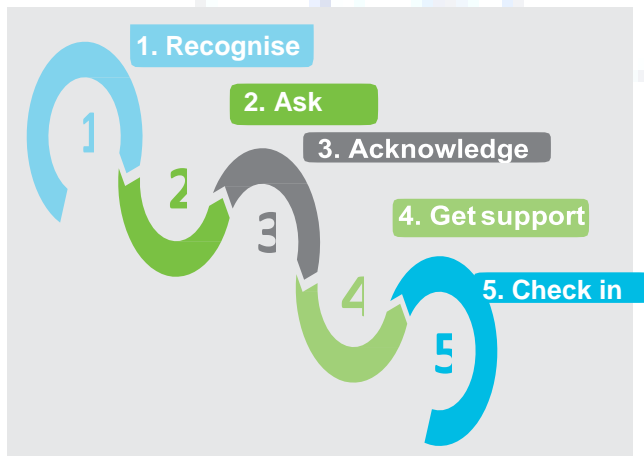 1. Recognise
1
2. Ask
2
3. Acknowledge
3
4. Get support
4
5. Check in
5